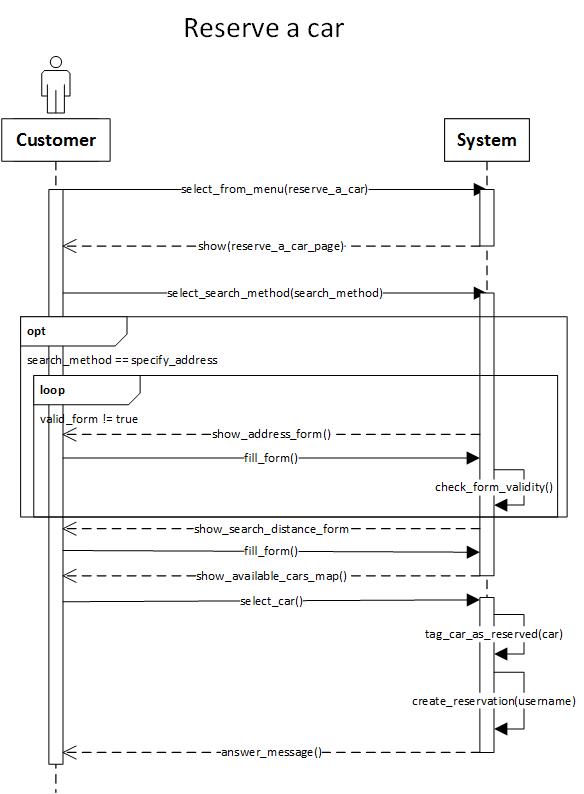 Reserve a car
Customer
System
select_from_menu(reserve_a_car)
show(reserve_a_car_page)
select_search_method(search_method)
opt
search_method == specify_address
loop
valid_form != true
show_address_form()
fill_form()
check_form_validity()
show_search_distance_form
fill_form()
show_available_cars_map()
select_car()
tag_car_as_reserved(car)
create_reservation(username)
answer_message()